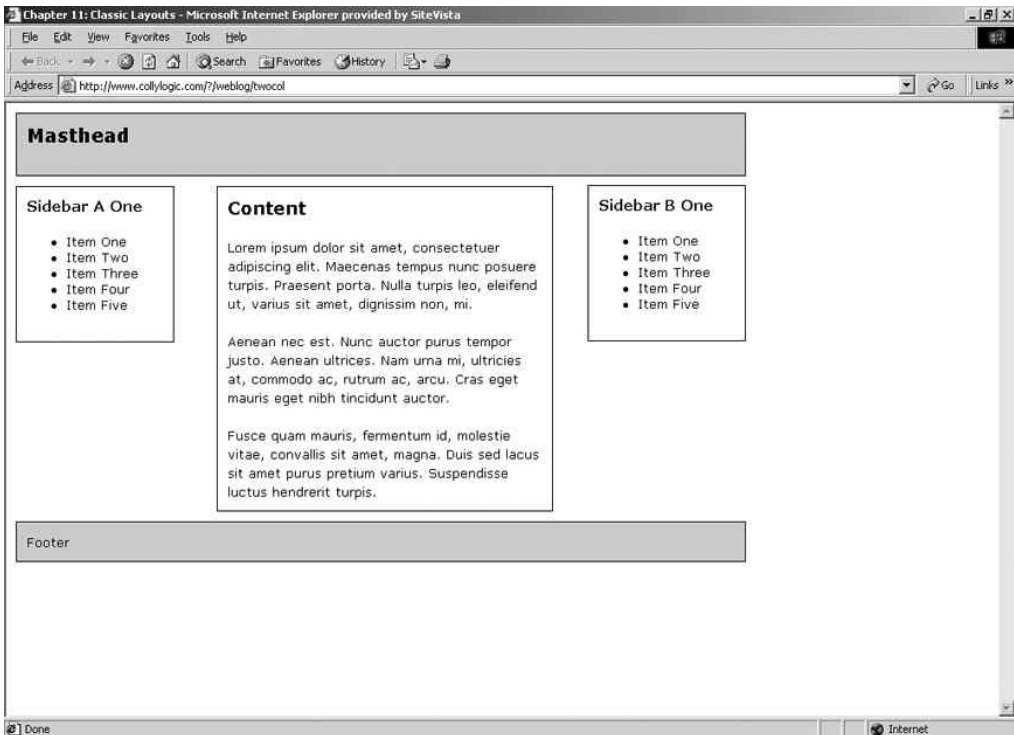 Chapter 11: Classic Layouts - Microsoft Internet Explorer provided by SiteVista
File Edit View Favorites Tools Help
Back Search Favorites History
Address http://www.collylogic.com/?/weblog/twocol Go Links »
Masthead
Sidebar A One
• Item One
• Item Two
• Item Three
• Item Four
• Item Five
Content
Lorem ipsum dolor sit amet, consectetuer
adipiscing elit. Maecenas tempus nunc posuere
turpis. Praesent porta. Nulla turpis leo, eleifend
ut, varius sit amet, dignissim non, mi.
Aenean nec est. Nunc auctor purus tempor
justo. Aenean ultrices. Nam urna mi, ultricies
at, commodo ac, rutrum ac, arcu. Cras eget
mauris eget nibh tincidunt auctor.
Fusce quam mauris, fermentum id, molestie
vitae, convallis sit amet, magna. Duis sed lacus
sit amet purus pretium varius. Suspendisse
luctus hendrerit turpis.
Sidebar B One
• Item One
• Item Two
• Item Three
• Item Four
• Item Five
Footer
Done Internet